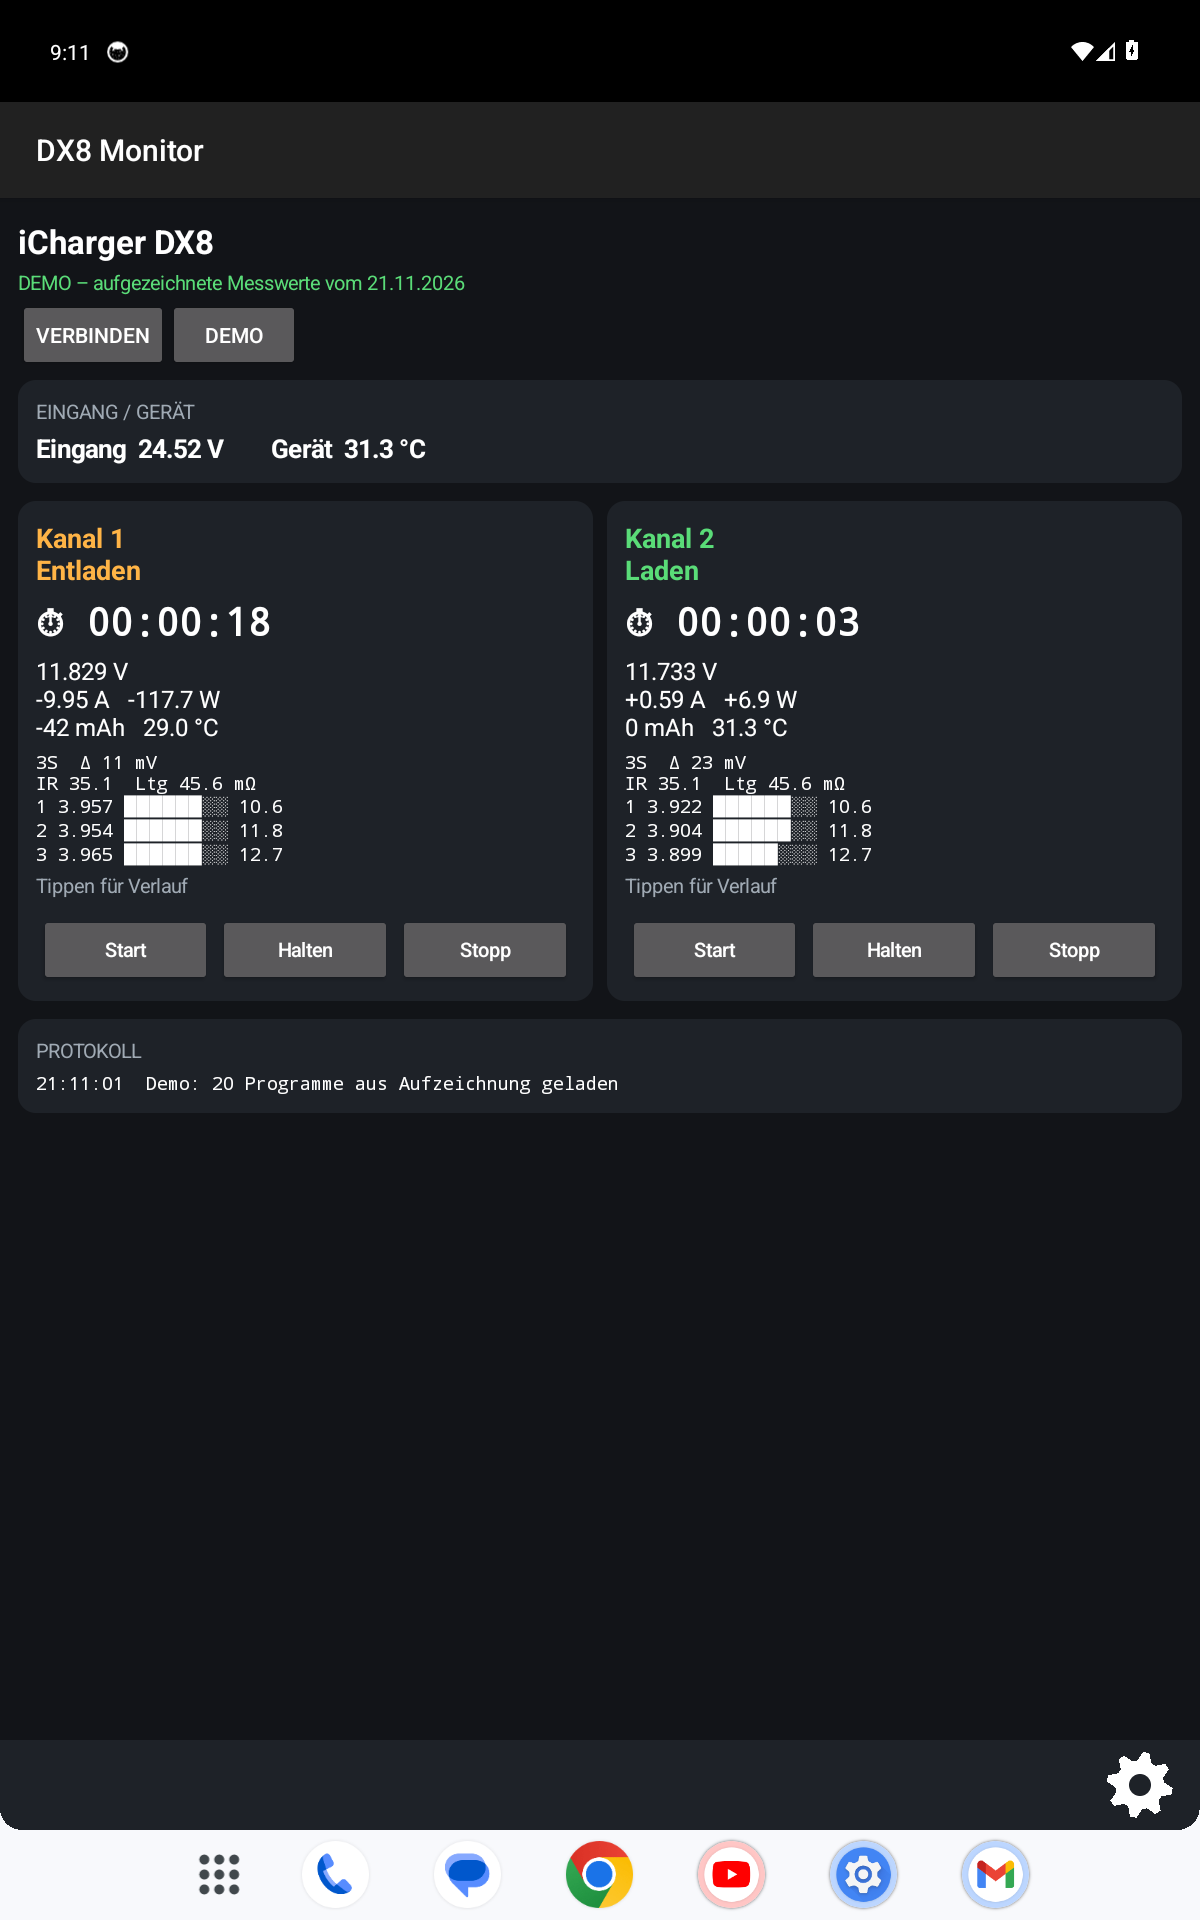 9:11
DX8 Monitor
iCharger DX8
DEMO – aufgezeichnete Messwerte vom 21.11.2026
VERBINDEN DEMO
EINGANG / GERÄT
Eingang 24.52 V Gerät 31.3 °C
Kanal 1
Entladen
00:00:18
11.829 V
-9.95 A -117.7 W
-42 mAh 29.0 °C
3S Δ 11 mV
IR 35.1 Ltg 45.6 mΩ
1 3.957 ██████░░ 10.6
2 3.954 ██████░░ 11.8
3 3.965 ██████░░ 12.7
Tippen für Verlauf
Start Halten Stopp
Kanal 2
Laden
00:00:03
11.733 V
+0.59 A +6.9 W
0 mAh 31.3 °C
3S Δ 23 mV
IR 35.1 Ltg 45.6 mΩ
1 3.922 ██████░░ 10.6
2 3.904 ██████░░ 11.8
3 3.899 █████░░░ 12.7
Tippen für Verlauf
Start Halten Stopp
PROTOKOLL
21:11:01 Demo: 20 Programme aus Aufzeichnung geladen